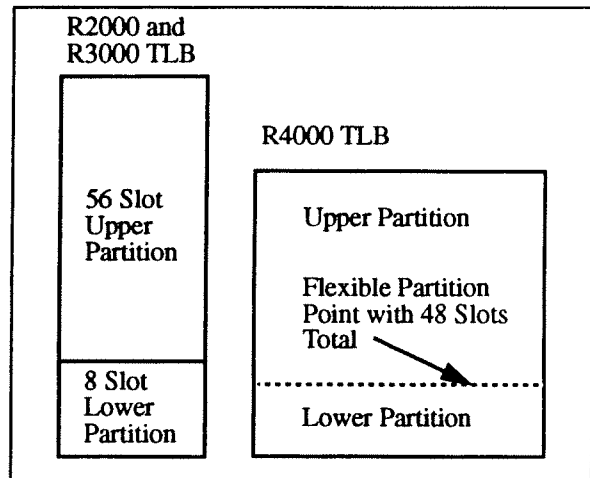 R2000 and
R3000 TLB
56 Slot
Upper
Partition
8 Slot
Lower
Partition
R4000 TLB
Upper Partition
Flexible Partition
Point with 48 Slots
Total
Lower Partition